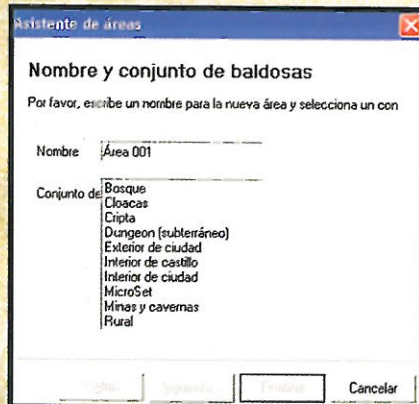 Asistente de áreas
Nombre y conjunto de baldosas
Por favor, escribe un nombre para la nueva área y selecciona un con
Nombre Área 001
Conjunto de
Bosque
Cloacas
Cripta
Dungeon (subterráneo)
Exterior de ciudad
Interior de castillo
Interior de ciudad
MicroSet
Minas y cavernas
Rural
Cancelar